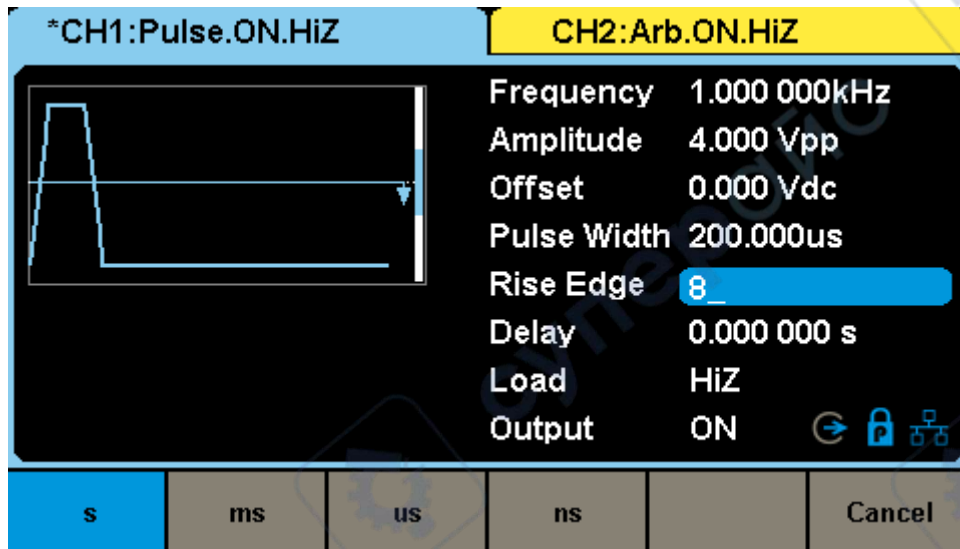 *CH1:Pulse.ON.HiZ
CH2:Arb.ON.HiZ
Frequency 1.000 000kHz
Amplitude 4.000 Vpp
Offset 0.000 Vdc
Pulse Width 200.000us
Rise Edge 8_
Delay 0.000 000 s
Load HiZ
Output ON P
s ms us ns Cancel
суперайс